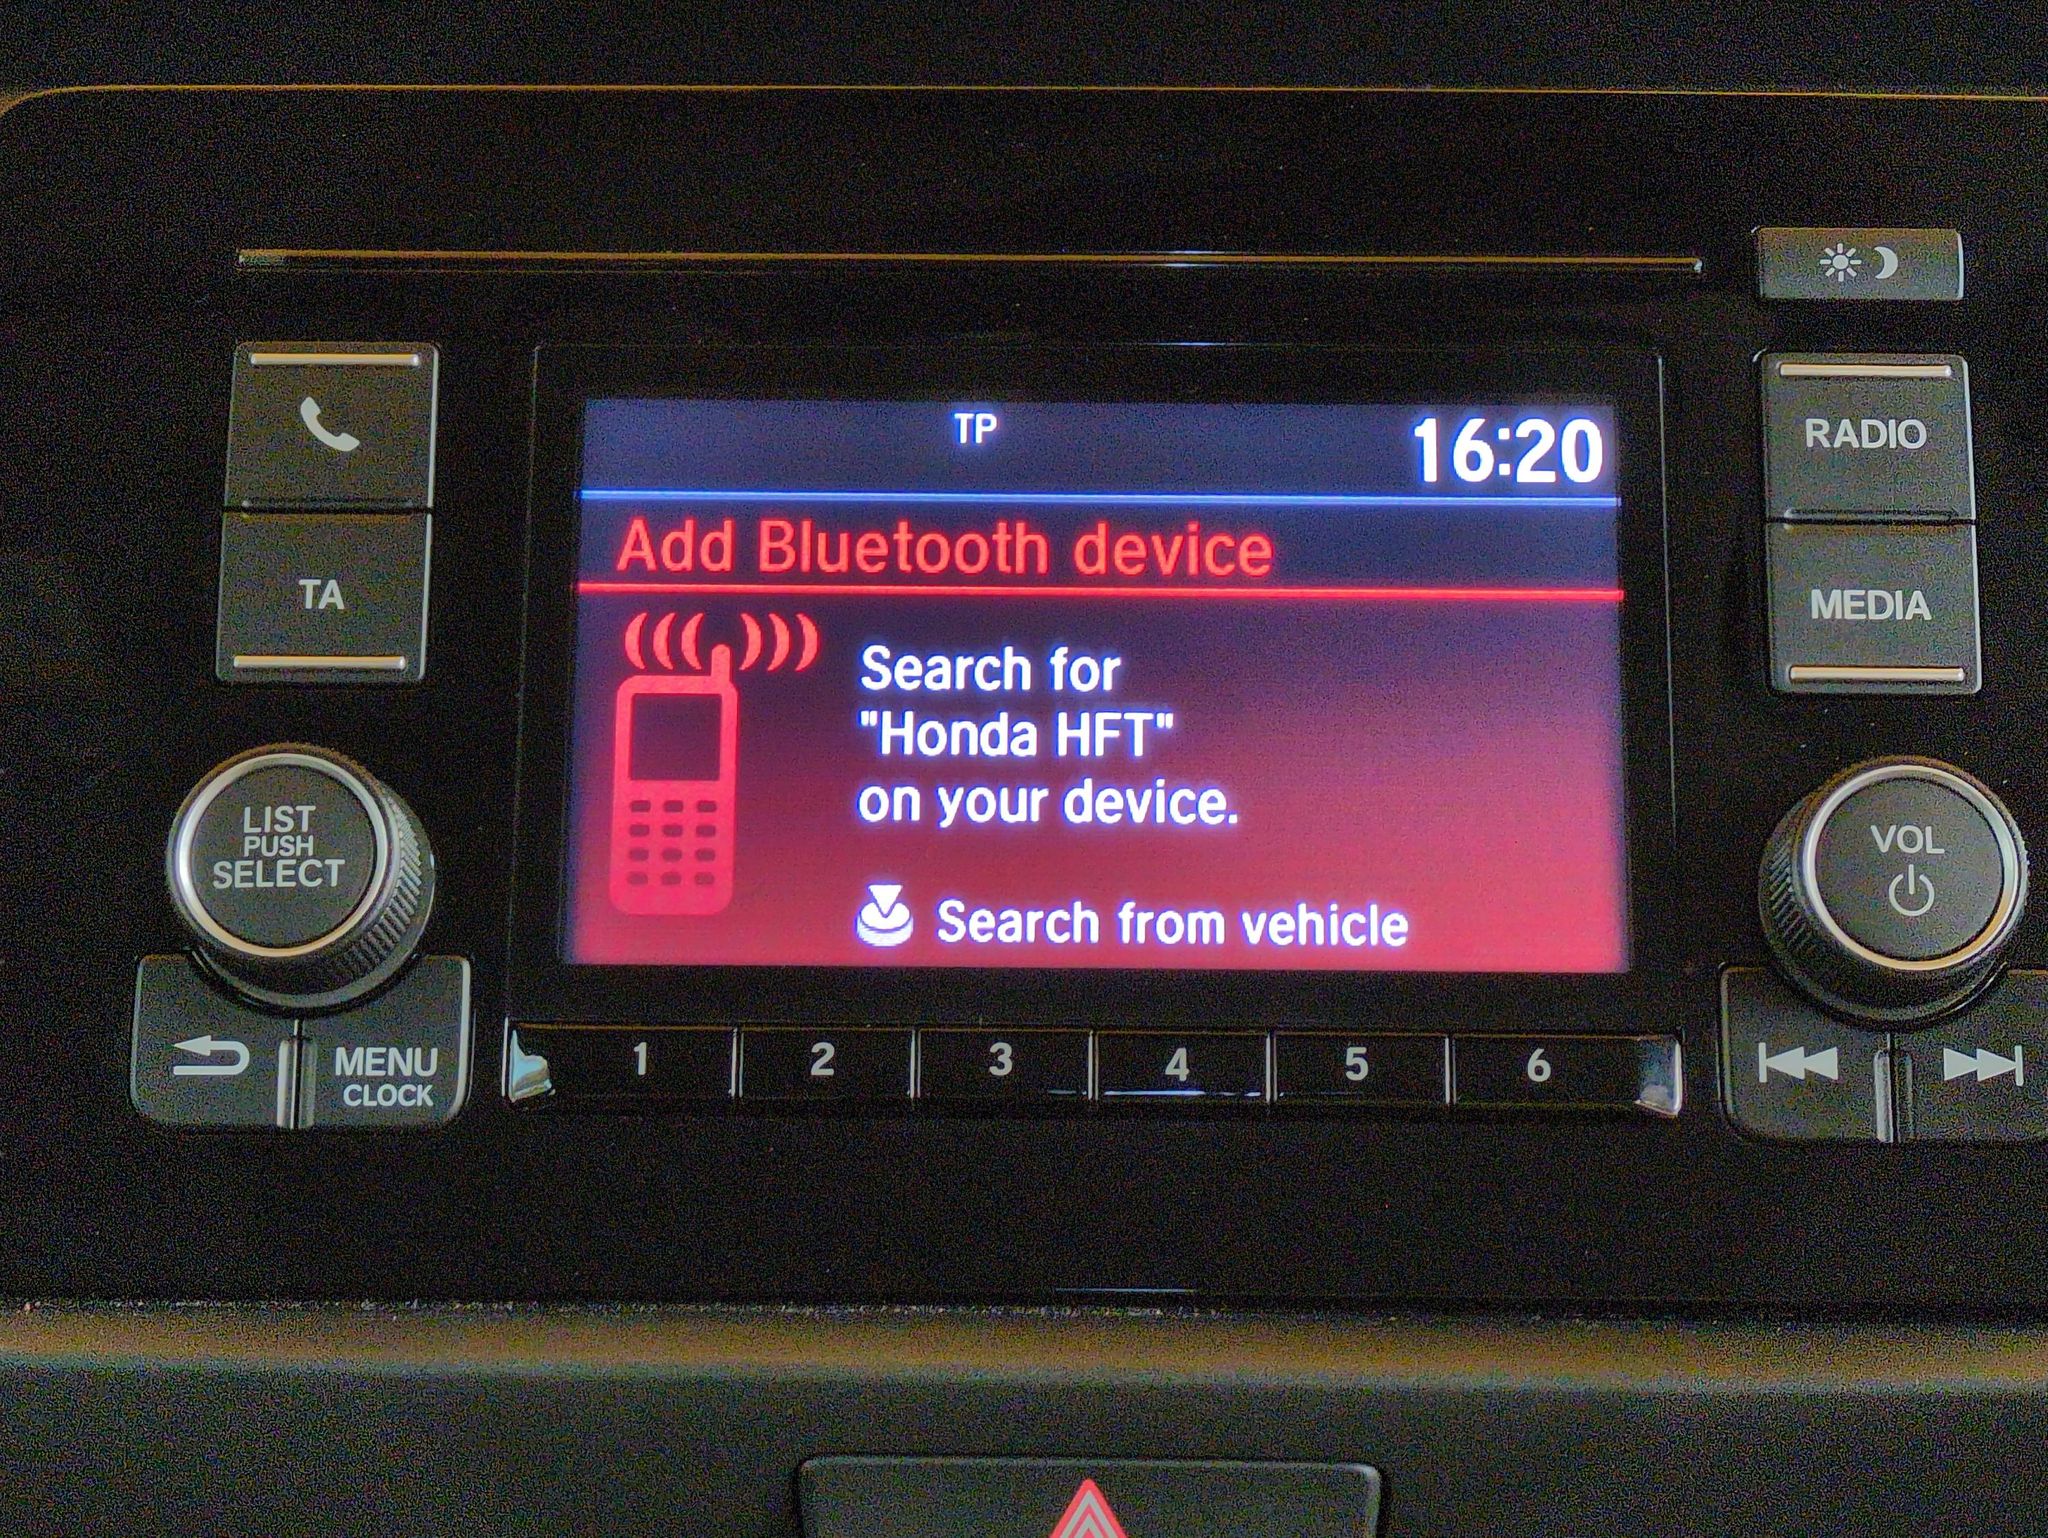 TP
16:20
RADIO
Add Bluetooth device
TA
MEDIA
Search for
"Honda HFT"
on your device.
LIST
PUSH
SELECT
VOL
Search from vehicle
MENU
CLOCK
1 2 3 4 5 6